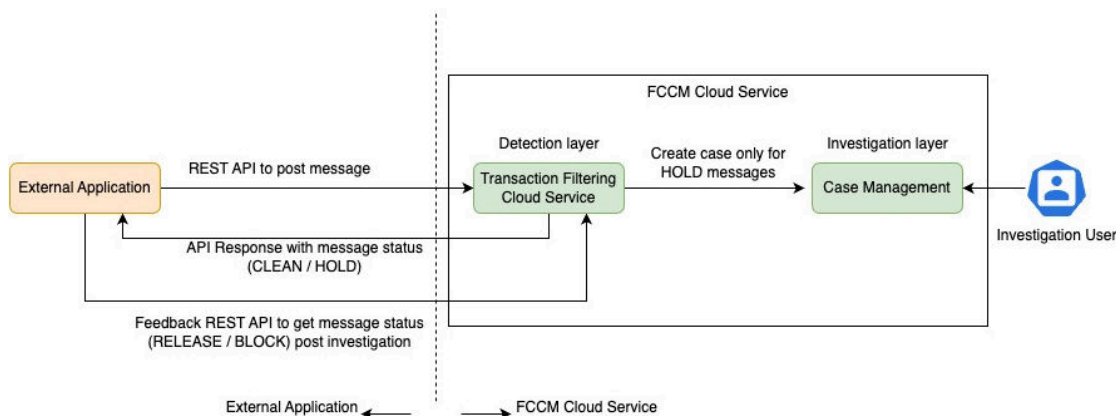 FCCM Cloud Service
Detection layer
Create case only for
HOLD messages
Investigation layer
REST API to post message
External Application
Transaction Filtering
Cloud Service
Case Management
Investigation User
API Response with message status
(CLEAN / HOLD)
Feedback REST API to get message status
(RELEASE / BLOCK) post investigation
External Application
FCCM Cloud Service